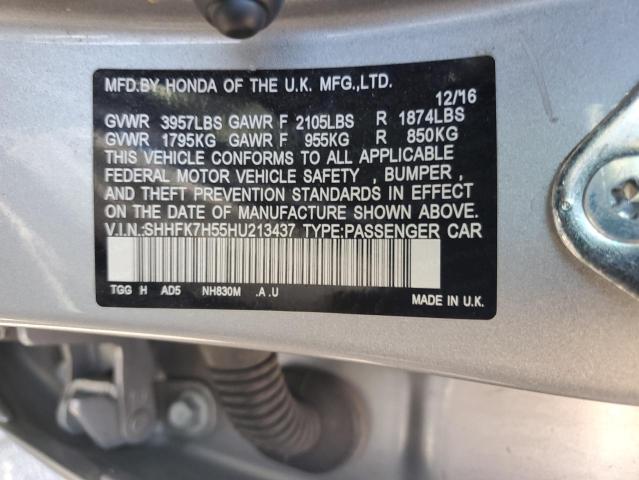 MFD.BY HONDA OF THE U.K. MFG.,LTD.
12/16
GVWR 3957LBS GAWR F 2105LBS R 1874LBS
GVWR 1795KG GAWR F 955KG R 850KG
THIS VEHICLE CONFORMS TO ALL APPLICABLE
FEDERAL MOTOR VEHICLE SAFETY , BUMPER ,
AND THEFT PREVENTION STANDARDS IN EFFECT
ON THE DATE OF MANUFACTURE SHOWN ABOVE.
V.I.N.:SHHFK7H55HU213437 TYPE:PASSENGER CAR
TGG H AD5 NH830M .A .U
MADE IN U.K.